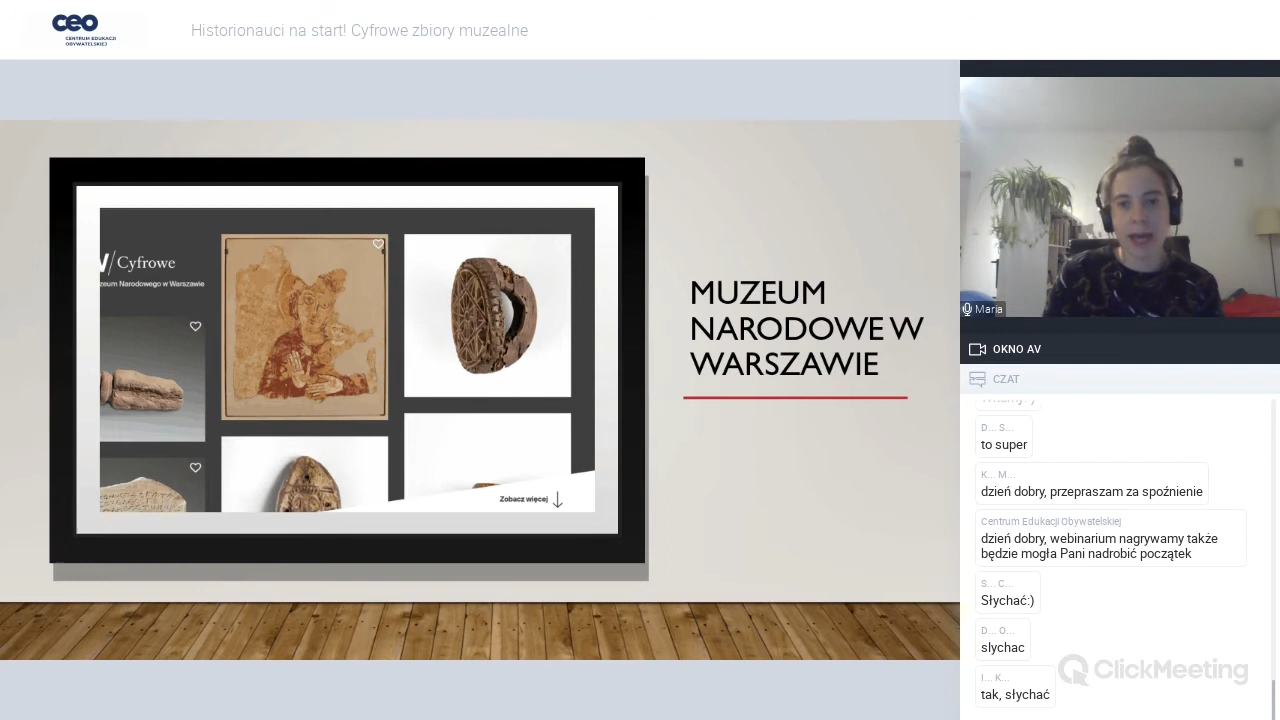 ceo
CENTRUM EDUKACJI
OBYWATELSKIEJ
Historionauci na start! Cyfrowe zbiory muzealne
/Cyfrowe
zeum Narodowego w Warszawie
Zobacz więcej
MUZEUM
NARODOWE W
WARSZAWIE
Maria
OKNO AV
CZAT
D... S...
to super
K... M...
dzień dobry, przepraszam za spoźnienie
Centrum Edukacji Obywatelskiej
dzień dobry, webinarium nagrywamy także
będzie mogła Pani nadrobić początek
S... C...
Słychać:)
D... O...
slychac
I... K...
tak, słychać
ClickMeeting